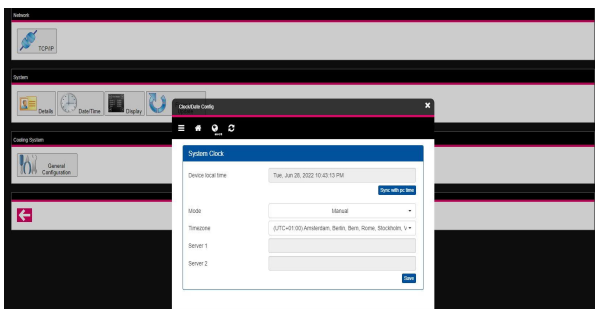 Network
TCP/IP
System
Details
Date/Time
Display
Clock/Date Config
×
System Clock
Device local time
Tue, Jun 28, 2022 10:43:13 PM
Sync with pc time
Mode
Manual
Timezone
(UTC+01:00) Amsterdam, Berlin, Bern, Rome, Stockholm, V
Server 1
Server 2
Save
Cooling System
General
Configuration